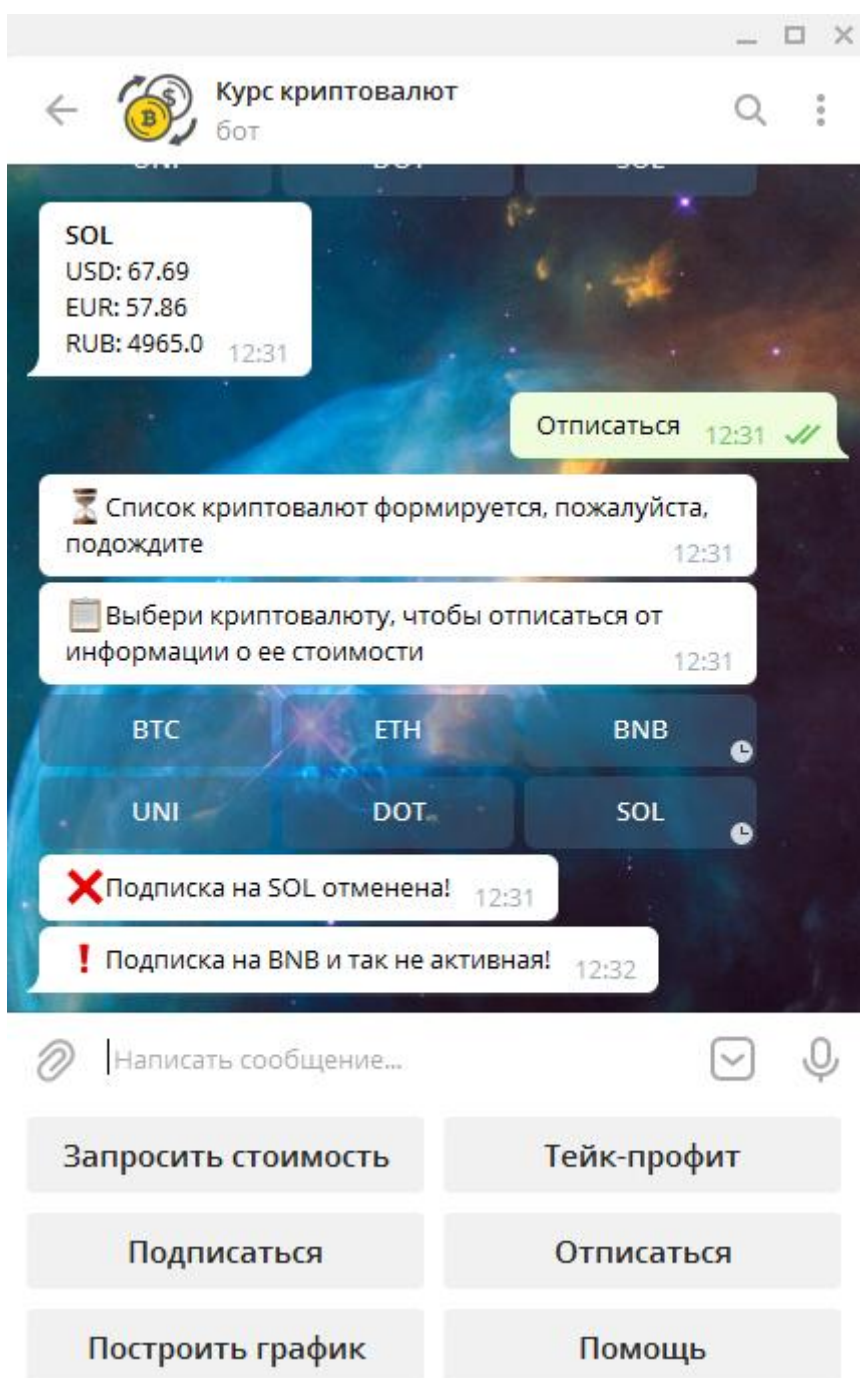 Курс криптовалют
бот
UNI DOT SOL
SOL
USD: 67.69
EUR: 57.86
RUB: 4965.0 12:31
Отписаться 12:31
Список криптовалют формируется, пожалуйста,
подождите 12:31
Выбери криптовалюту, чтобы отписаться от
информации о ее стоимости 12:31
BTC ETH BNB
UNI DOT SOL
Подписка на SOL отменена! 12:31
Подписка на BNB и так не активная! 12:32
Написать сообщение...
Запросить стоимость Тейк-профит
Подписаться Отписаться
Построить график Помощь